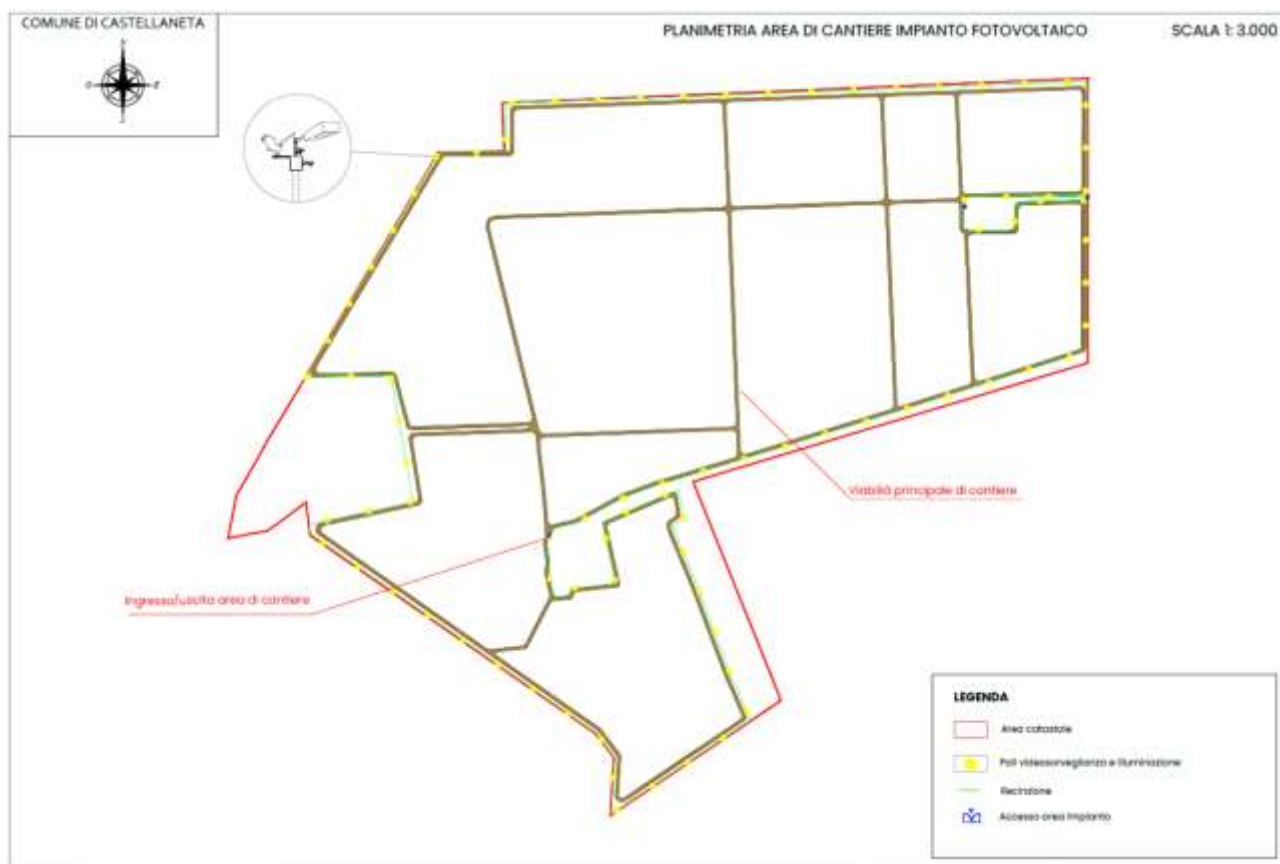 COMUNE DI CASTELLANETA
PLANIMETRIA AREA DI CANTIERE IMPIANTO FOTOVOLTAICO
SCALA 1: 3.000
Viabilità principale di cantiere
Ingresso/uscita area di cantiere
LEGENDA
Area catastale
Pali videosorveglianza e illuminazione
Recinzione
Accesso area impianto